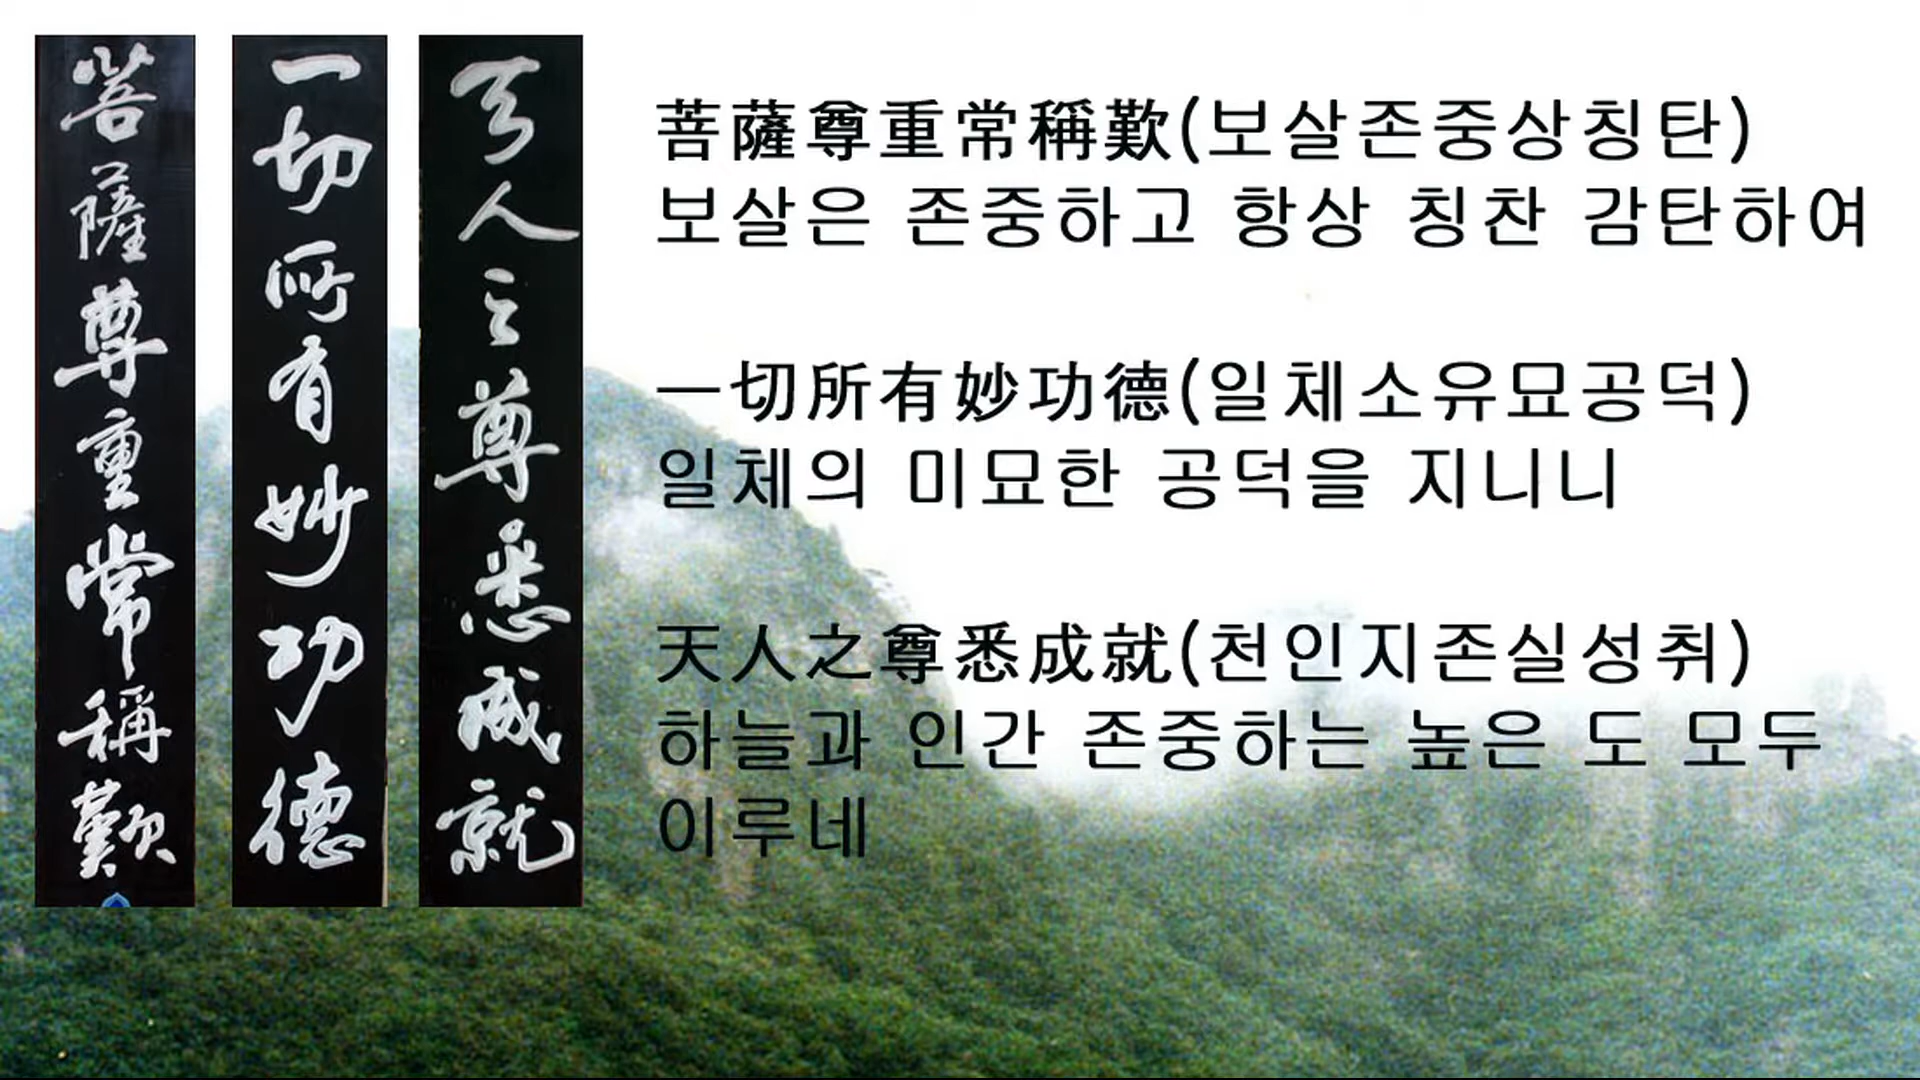 菩薩尊重常稱歎
一切所有妙功德
天人之尊悉成就
菩薩尊重常稱歎(보살존중상칭탄)
보살은 존중하고 항상 칭찬 감탄하여
一切所有妙功德(일체소유묘공덕)
일체의 미묘한 공덕을 지니니
天人之尊悉成就(천인지존실성취)
하늘과 인간 존중하는 높은 도 모두
이루네